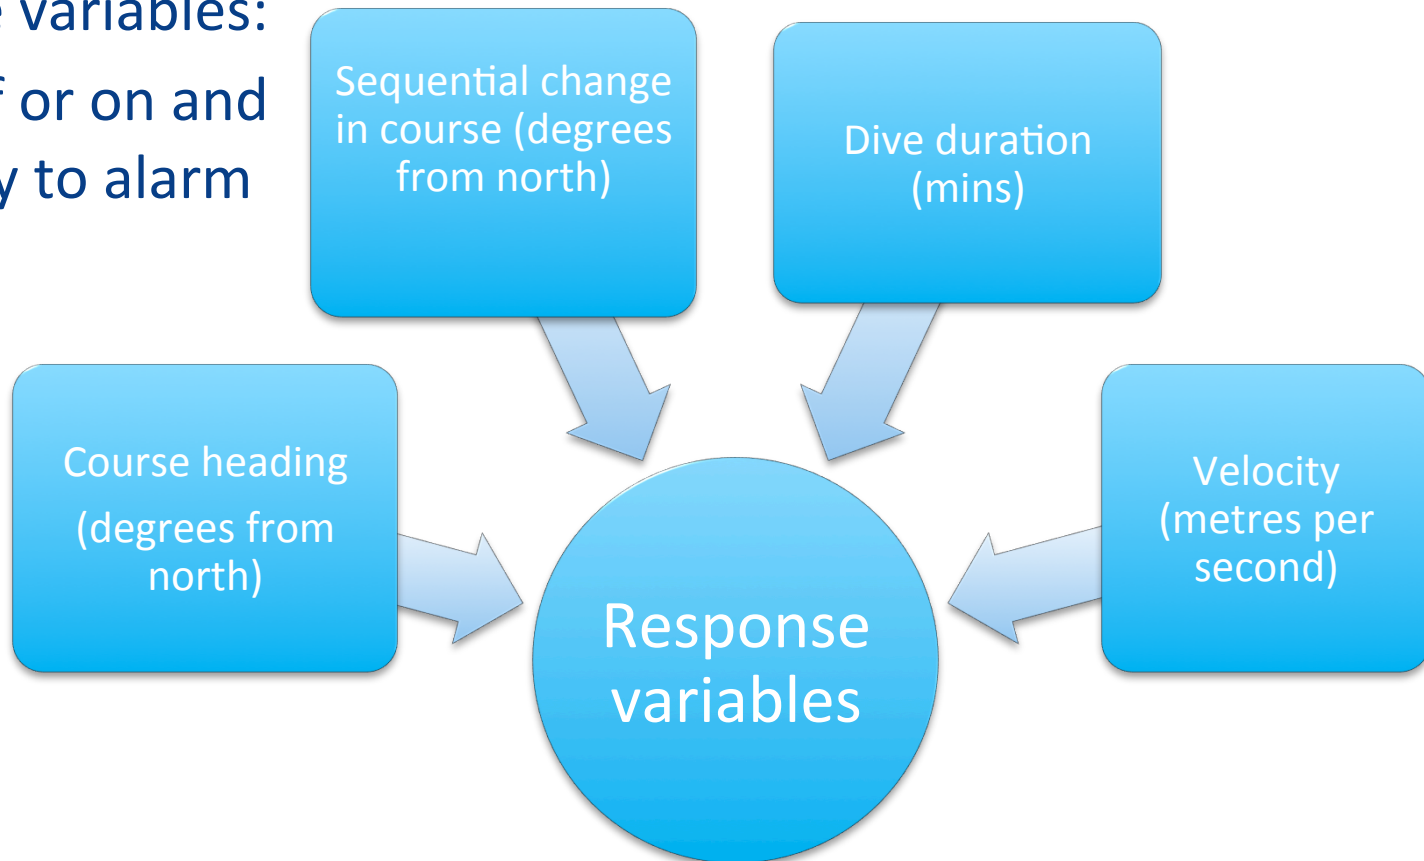 e variables:
f or on and
y to alarm
Sequential change
in course (degrees
from north)
Dive duration
(mins)
Course heading
(degrees from
north)
Velocity
(metres per
second)
Response
variables